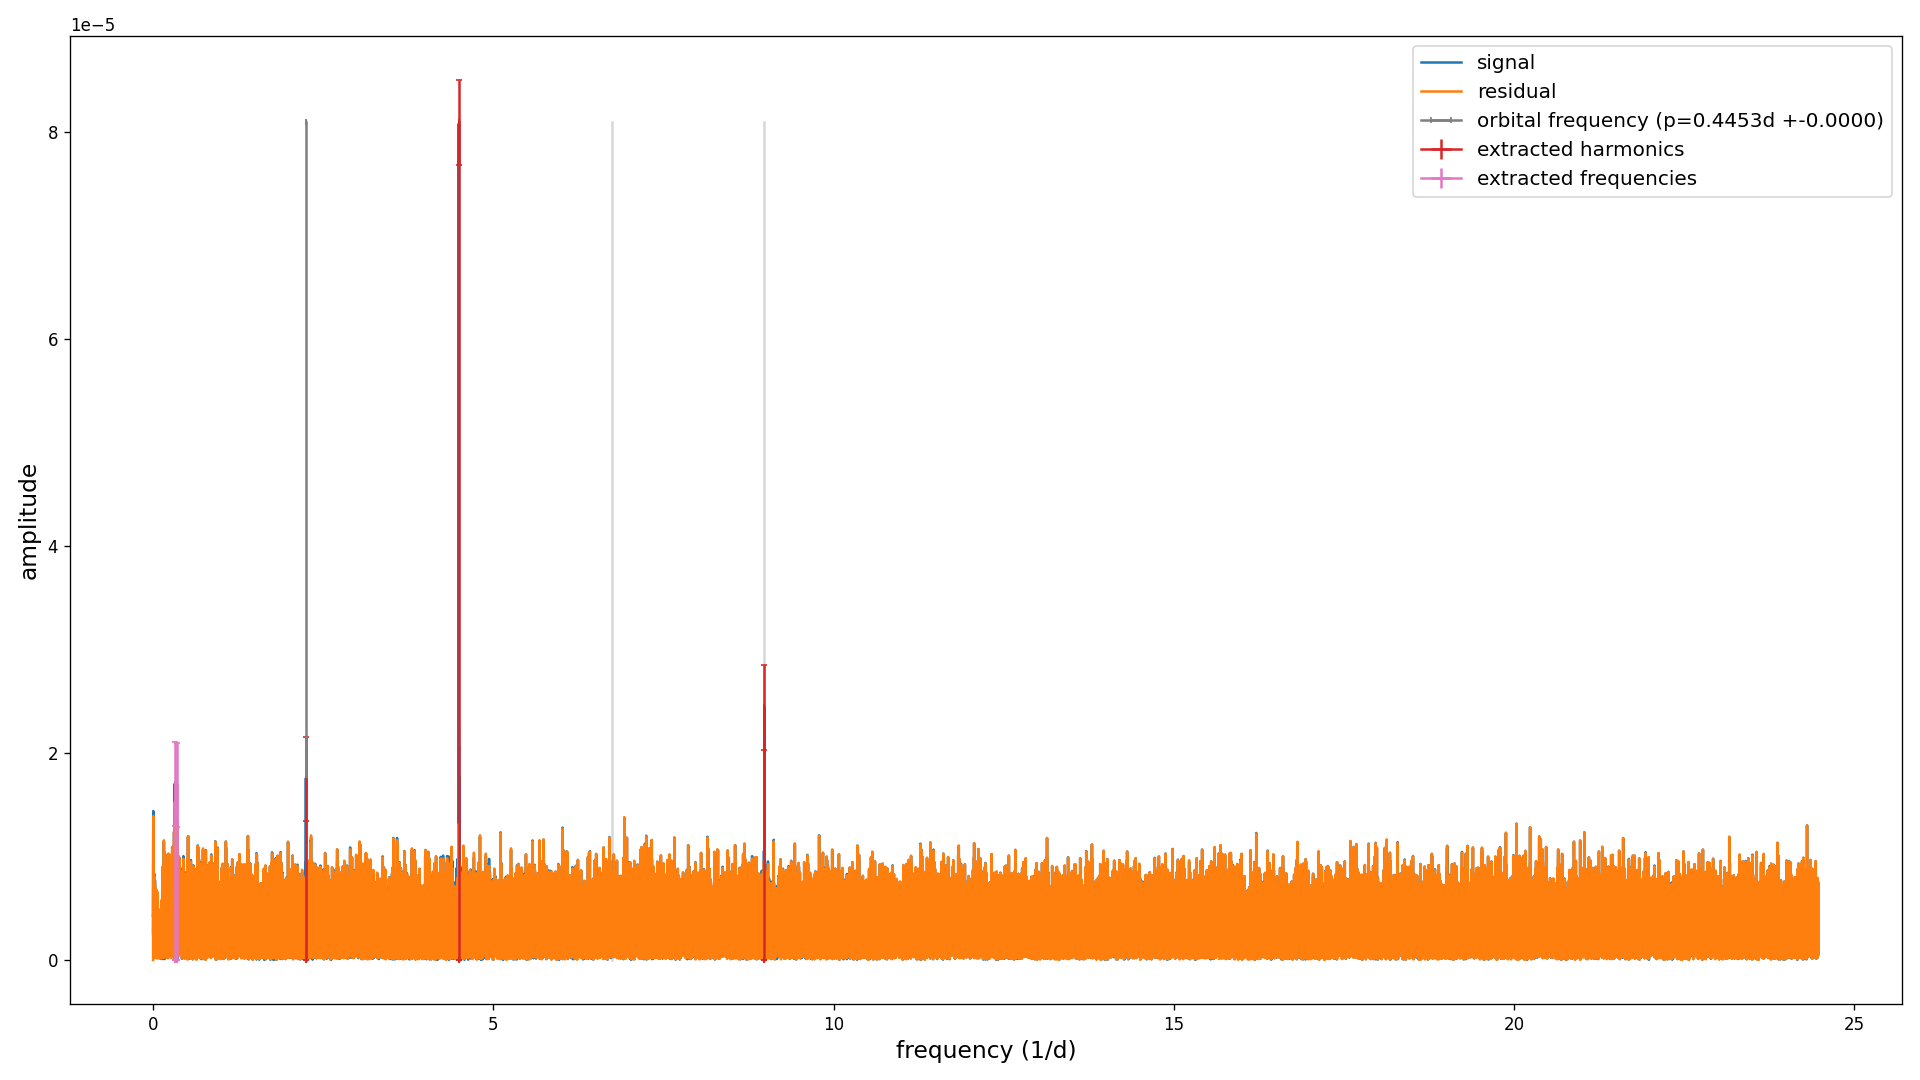 1e−5
signal
residual
orbital frequency (p=0.4453d +-0.0000)
extracted harmonics
extracted frequencies
8
6
4
2
0
amplitude
0 5 10 15 20 25
frequency (1/d)